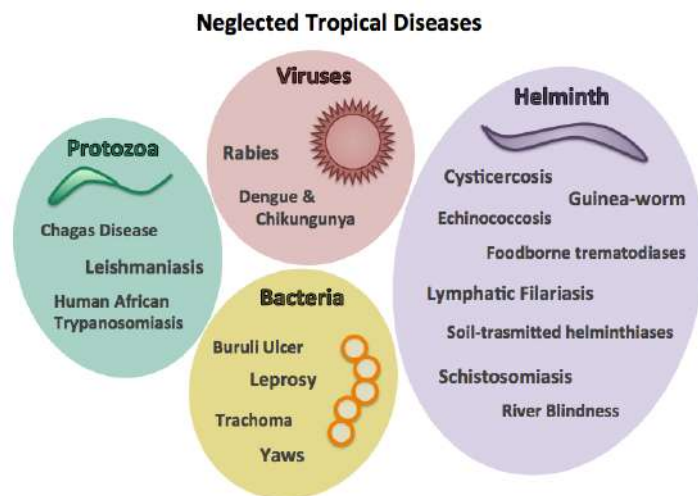 Neglected Tropical Diseases
Viruses
Rabies
Dengue &
Chikungunya
Protozoa
Chagas Disease
Leishmaniasis
Human African
Trypanosomiasis
Bacteria
Buruli Ulcer
Leprosy
Trachoma
Yaws
Helminth
Cysticercosis
Guinea-worm
Echinococcosis
Foodborne trematodiases
Lymphatic Filariasis
Soil-trasmitted helminthiases
Schistosomiasis
River Blindness